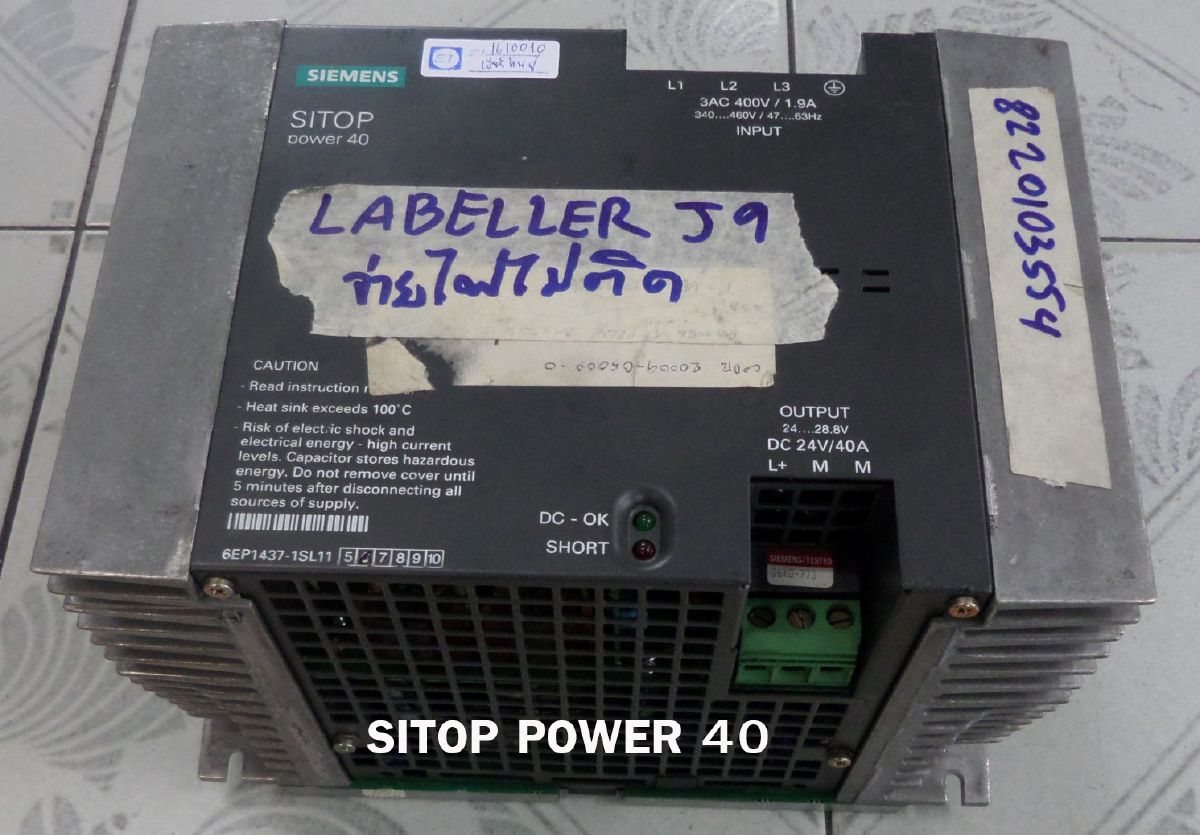 SIEMENS
1610010
SITOP
power 40
L1 L2 L3
3AC 400V / 1.9A
340....460V / 47....63Hz
INPUT
LABELLER J9
จ่ายไฟไม่ติด
8220103554
CAUTION
- Read instruction
- Heat sink exceeds 100°C
- Risk of electric shock and
electrical energy - high current
levels. Capacitor stores hazardous
energy. Do not remove cover until
5 minutes after disconnecting all
sources of supply.
6EP1437-1SL11 5 7 8 9 10
OUTPUT
24....28.8V
DC 24V/40A
L+ M M
DC - OK
SHORT
SIEMENS/TESTED
SITOP POWER 40